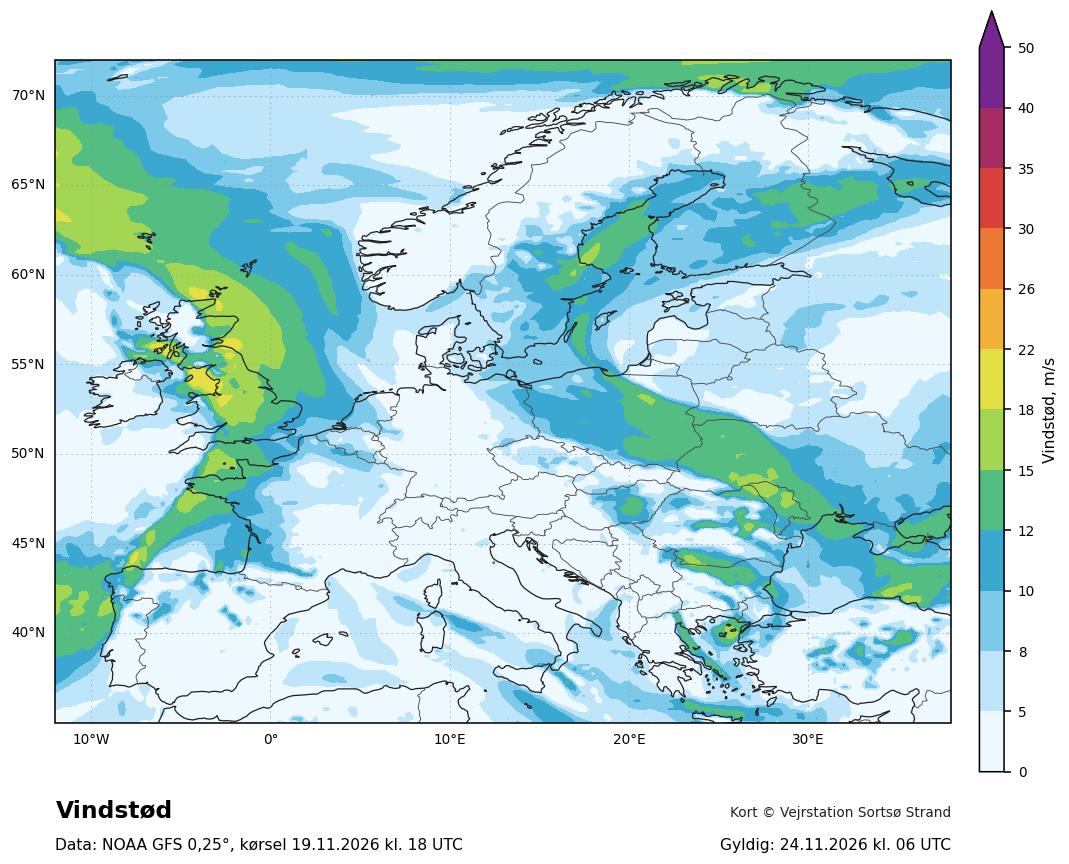 70°N
65°N
60°N
55°N
50°N
45°N
40°N
10°W
0°
10°E
20°E
30°E
50
40
35
30
26
22
18
15
12
10
8
5
0
Vindstød, m/s
Vindstød
Kort © Vejrstation Sortsø Strand
Data: NOAA GFS 0,25°, kørsel 19.11.2026 kl. 18 UTC
Gyldig: 24.11.2026 kl. 06 UTC